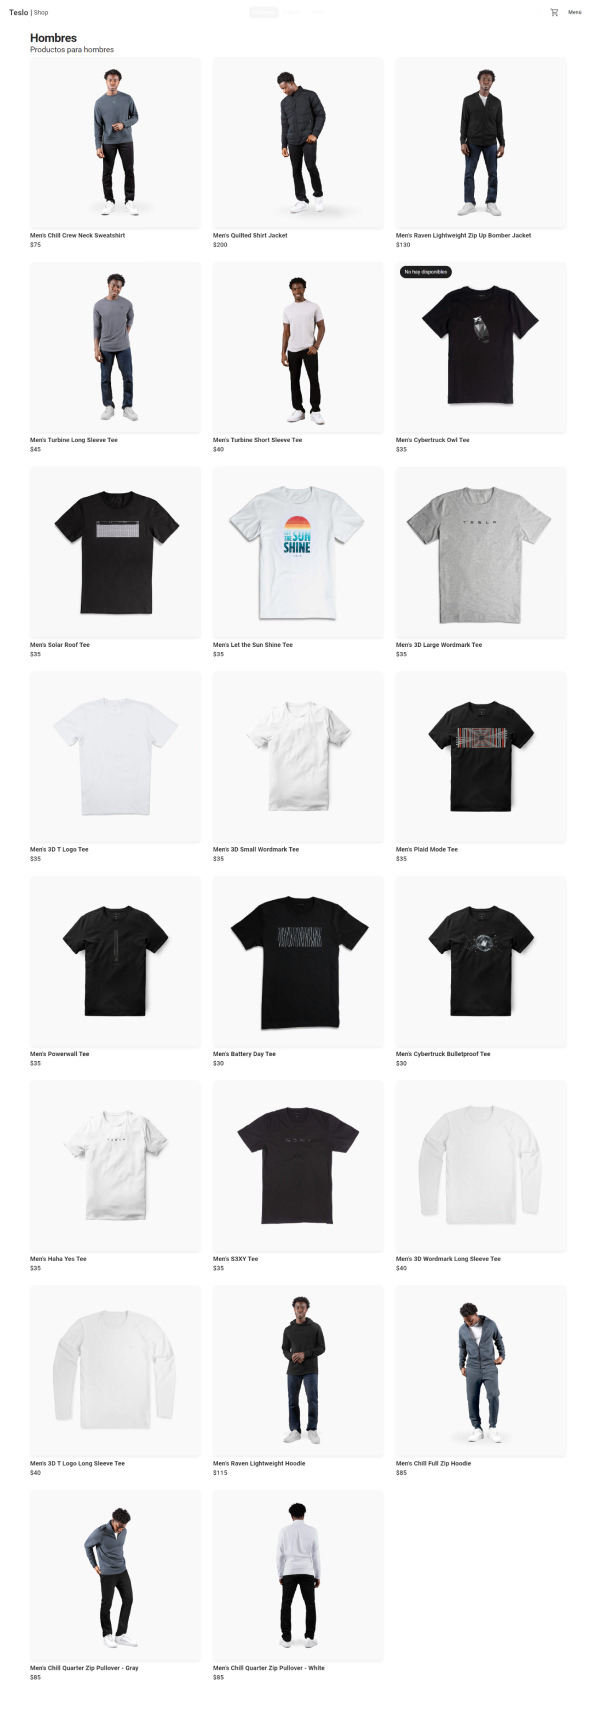 Teslo | Shop
Menú
Hombres
Productos para hombres
Men's Chill Crew Neck Sweatshirt
$75
Men's Quilted Shirt Jacket
$200
Men's Raven Lightweight Zip Up Bomber Jacket
$130
Men's Turbine Long Sleeve Tee
$45
Men's Turbine Short Sleeve Tee
$40
No hay disponibles
Men's Cybertruck Owl Tee
$35
Men's Solar Roof Tee
$35
THE SUN
SHINE
Men's Let the Sun Shine Tee
$35
TESLA
Men's 3D Large Wordmark Tee
$35
Men's 3D T Logo Tee
$35
Men's 3D Small Wordmark Tee
$35
Men's Plaid Mode Tee
$35
Men's Powerwall Tee
$35
Men's Battery Day Tee
$30
Men's Cybertruck Bulletproof Tee
$30
Men's Haha Yes Tee
$35
S3XY
Men's S3XY Tee
$35
Men's 3D Wordmark Long Sleeve Tee
$40
Men's 3D T Logo Long Sleeve Tee
$40
Men's Raven Lightweight Hoodie
$115
Men's Chill Full Zip Hoodie
$85
Men's Chill Quarter Zip Pullover - Gray
$85
Men's Chill Quarter Zip Pullover - White
$85